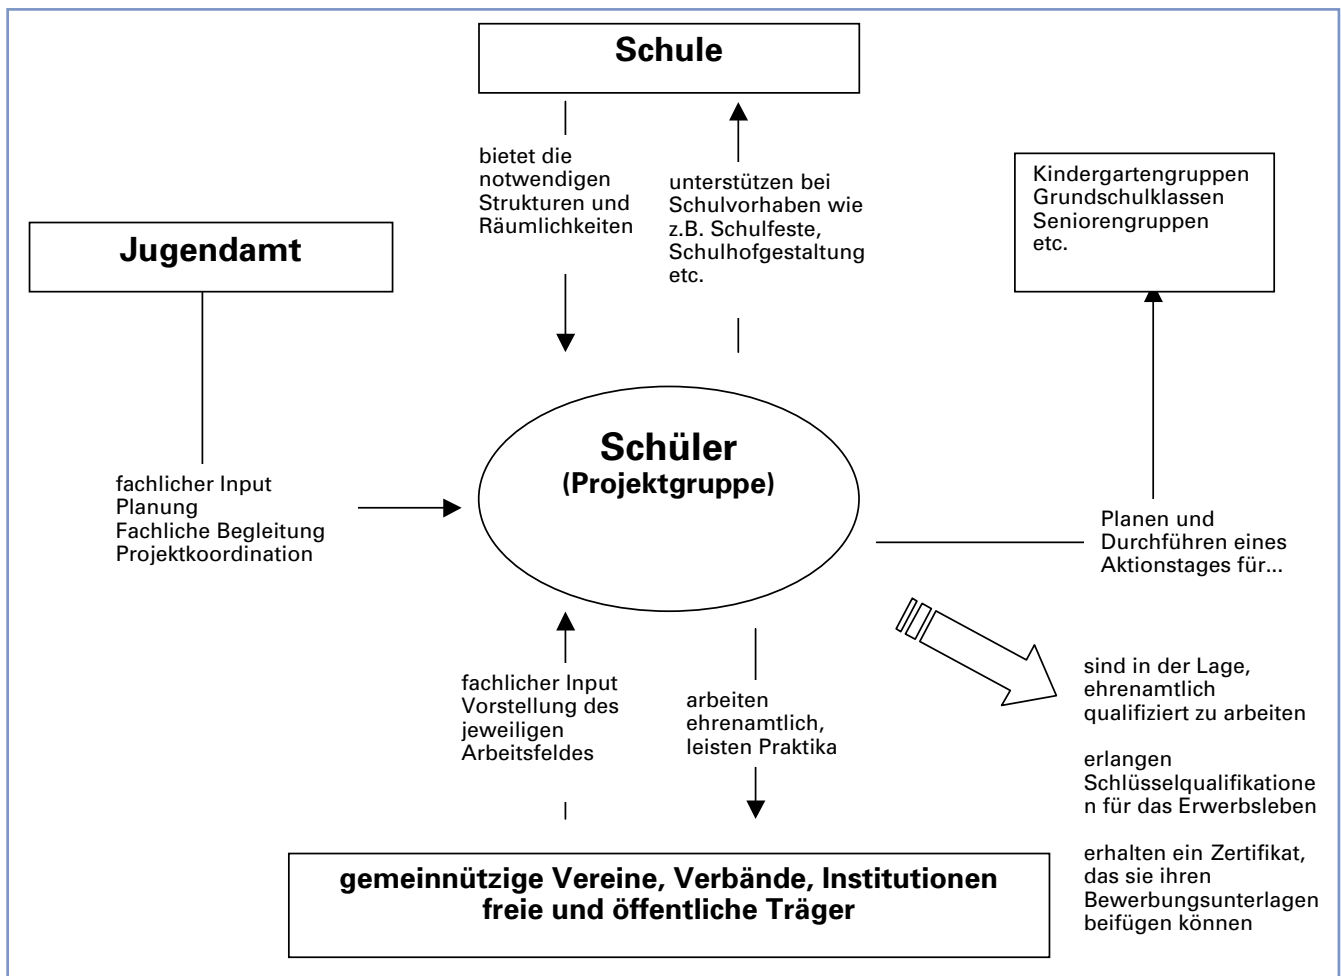 Schule
bietet die
notwendigen
Strukturen und
Räumlichkeiten
unterstützen bei
Schulvorhaben wie
z.B. Schulfeste,
Schulhofgestaltung
etc.
Kindergartengruppen
Grundschulklassen
Seniorengruppen
etc.
Jugendamt
Schüler
(Projektgruppe)
fachlicher Input
Planung
Fachliche Begleitung
Projektkoordination
Planen und
Durchführen eines
Aktionstages für...
fachlicher Input
Vorstellung des
jeweiligen
Arbeitsfeldes
arbeiten
ehrenamtlich,
leisten Praktika
sind in der Lage,
ehrenamtlich
qualifiziert zu arbeiten
erlangen
Schlüsselqualifikatione
n für das Erwerbsleben
erhalten ein Zertifikat,
das sie ihren
Bewerbungsunterlagen
beifügen können
gemeinnützige Vereine, Verbände, Institutionen
freie und öffentliche Träger